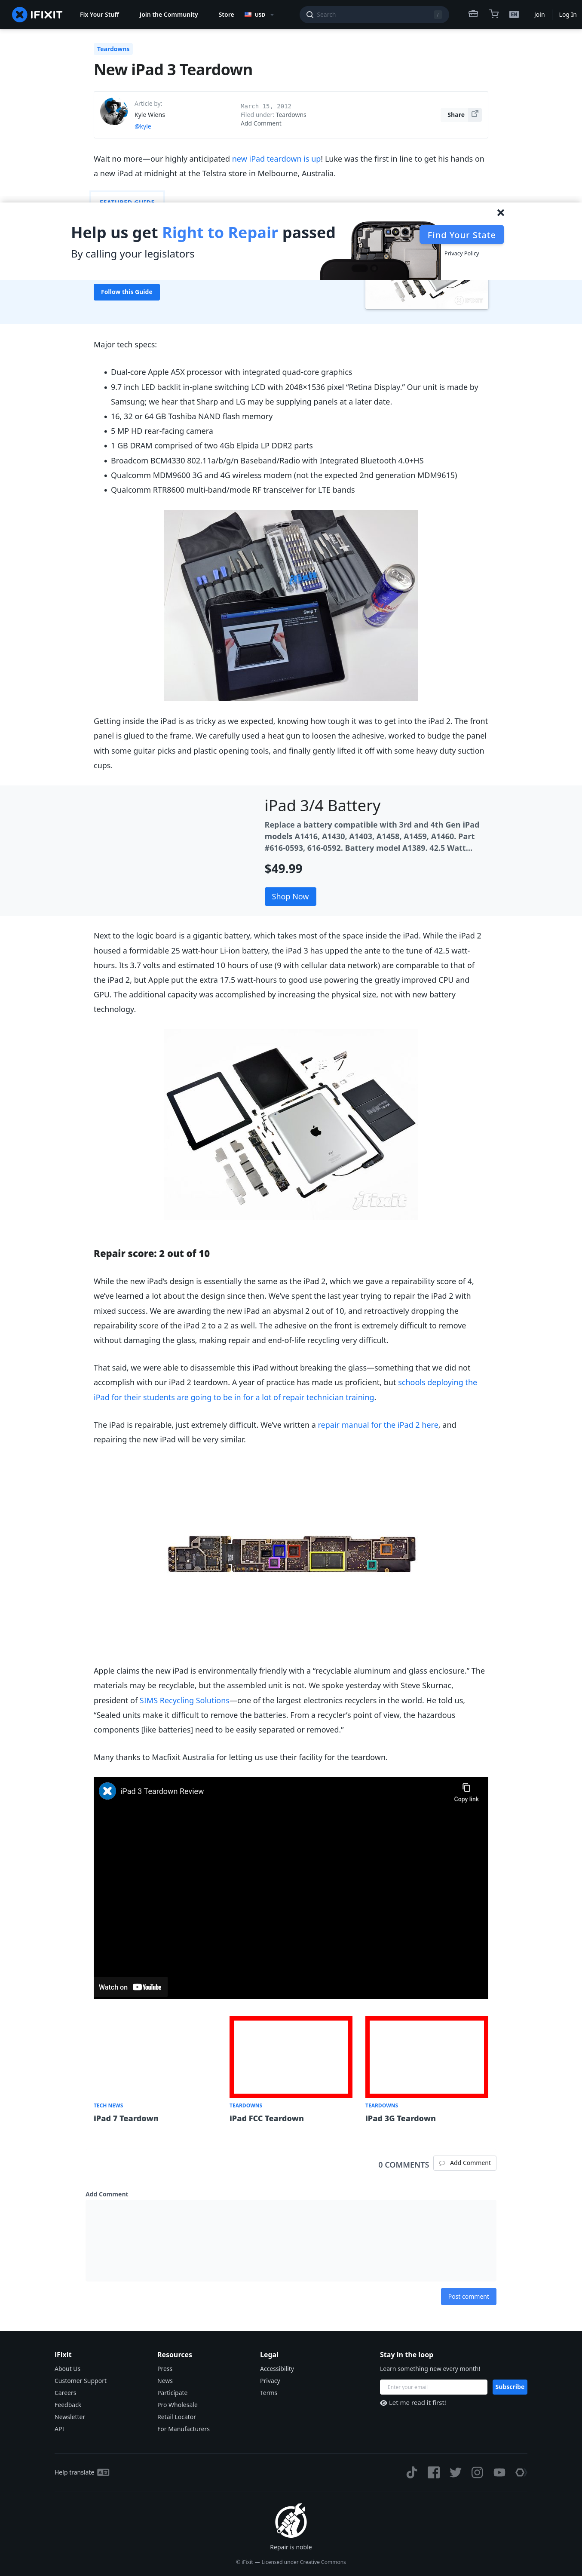 IFIXIT
Fix Your Stuff
Join the Community
Store
USD
Search
/
EN
Join
Log In
Teardowns
New iPad 3 Teardown
Article by:
Kyle Wiens
@kyle
March 15, 2012
Filed under: Teardowns
Add Comment
Share
Wait no more—our highly anticipated new iPad teardown is up! Luke was the first in line to get his hands on
a new iPad at midnight at the Telstra store in Melbourne, Australia.
FEATURED GUIDE
Help us get Right to Repair passed
By calling your legislators
Find Your State
Privacy Policy
Follow this Guide
Major tech specs:
Dual-core Apple A5X processor with integrated quad-core graphics
9.7 inch LED backlit in-plane switching LCD with 2048×1536 pixel “Retina Display.” Our unit is made by
Samsung; we hear that Sharp and LG may be supplying panels at a later date.
16, 32 or 64 GB Toshiba NAND flash memory
5 MP HD rear-facing camera
1 GB DRAM comprised of two 4Gb Elpida LP DDR2 parts
Broadcom BCM4330 802.11a/b/g/n Baseband/Radio with Integrated Bluetooth 4.0+HS
Qualcomm MDM9600 3G and 4G wireless modem (not the expected 2nd generation MDM9615)
Qualcomm RTR8600 multi-band/mode RF transceiver for LTE bands
Step 7
Getting inside the iPad is as tricky as we expected, knowing how tough it was to get into the iPad 2. The front
panel is glued to the frame. We carefully used a heat gun to loosen the adhesive, worked to budge the panel
with some guitar picks and plastic opening tools, and finally gently lifted it off with some heavy duty suction
cups.
iPad 3/4 Battery
Replace a battery compatible with 3rd and 4th Gen iPad
models A1416, A1430, A1403, A1458, A1459, A1460. Part
#616-0593, 616-0592. Battery model A1389. 42.5 Watt...
$49.99
Shop Now
Next to the logic board is a gigantic battery, which takes most of the space inside the iPad. While the iPad 2
housed a formidable 25 watt-hour Li-ion battery, the iPad 3 has upped the ante to the tune of 42.5 watt-
hours. Its 3.7 volts and estimated 10 hours of use (9 with cellular data network) are comparable to that of
the iPad 2, but Apple put the extra 17.5 watt-hours to good use powering the greatly improved CPU and
GPU. The additional capacity was accomplished by increasing the physical size, not with new battery
technology.
iFixit
Repair score: 2 out of 10
While the new iPad’s design is essentially the same as the iPad 2, which we gave a repairability score of 4,
we’ve learned a lot about the design since then. We’ve spent the last year trying to repair the iPad 2 with
mixed success. We are awarding the new iPad an abysmal 2 out of 10, and retroactively dropping the
repairability score of the iPad 2 to a 2 as well. The adhesive on the front is extremely difficult to remove
without damaging the glass, making repair and end-of-life recycling very difficult.
That said, we were able to disassemble this iPad without breaking the glass—something that we did not
accomplish with our iPad 2 teardown. A year of practice has made us proficient, but schools deploying the
iPad for their students are going to be in for a lot of repair technician training.
The iPad is repairable, just extremely difficult. We’ve written a repair manual for the iPad 2 here, and
repairing the new iPad will be very similar.
Apple claims the new iPad is environmentally friendly with a “recyclable aluminum and glass enclosure.” The
materials may be recyclable, but the assembled unit is not. We spoke yesterday with Steve Skurnac,
president of SIMS Recycling Solutions—one of the largest electronics recyclers in the world. He told us,
“Sealed units make it difficult to remove the batteries. From a recycler’s point of view, the hazardous
components [like batteries] need to be easily separated or removed.”
Many thanks to Macfixit Australia for letting us use their facility for the teardown.
iPad 3 Teardown Review
Copy link
Watch on YouTube
TECH NEWS
iPad 7 Teardown
TEARDOWNS
iPad FCC Teardown
TEARDOWNS
iPad 3G Teardown
0 COMMENTS
Add Comment
Add Comment
Post comment
iFixit
About Us
Customer Support
Careers
Feedback
Newsletter
API
Resources
Press
News
Participate
Pro Wholesale
Retail Locator
For Manufacturers
Legal
Accessibility
Privacy
Terms
Stay in the loop
Learn something new every month!
Enter your email
Subscribe
Let me read it first!
Help translate
Repair is noble
© iFixit — Licensed under Creative Commons